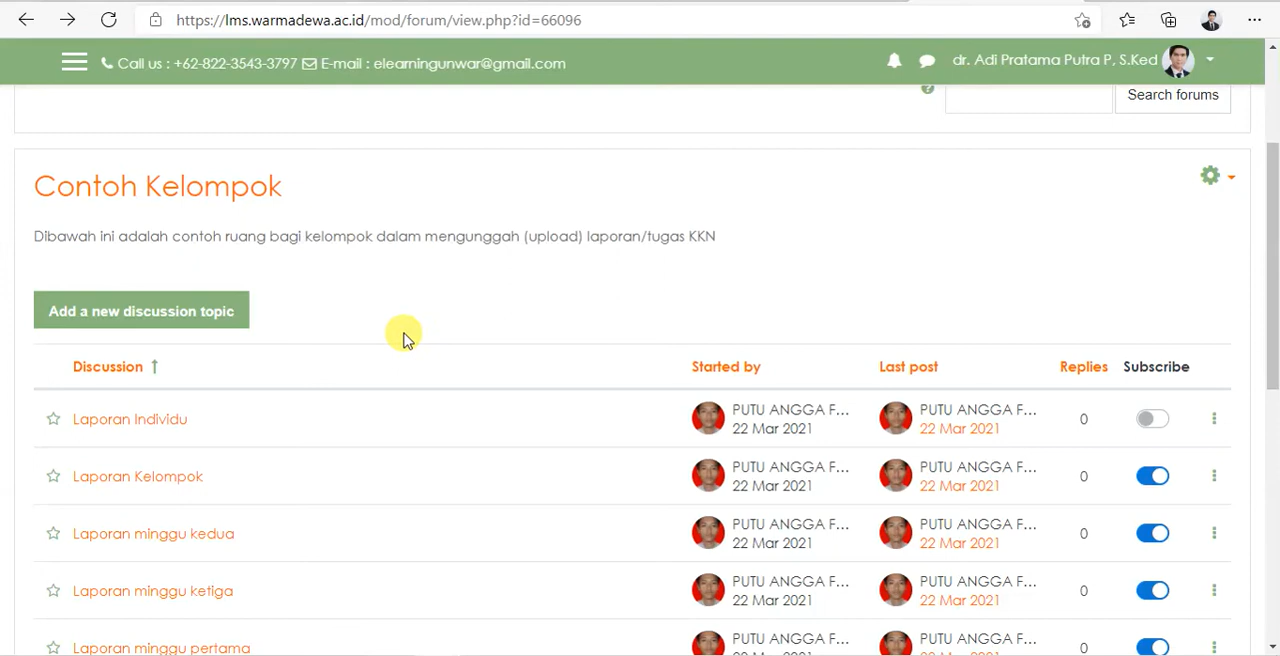 https://lms.warmadewa.ac.id/mod/forum/view.php?id=66096
Call us : +62-822-3543-3797 E-mail : elearningunwar@gmail.com
dr. Adi Pratama Putra P, S.Ked
Search forums
Contoh Kelompok
Dibawah ini adalah contoh ruang bagi kelompok dalam mengunggah (upload) laporan/tugas KKN
Add a new discussion topic
Discussion ↑ Started by Last post Replies Subscribe
Laporan Individu PUTU ANGGA F... PUTU ANGGA F... 0
22 Mar 2021 22 Mar 2021
Laporan Kelompok PUTU ANGGA F... PUTU ANGGA F... 0
22 Mar 2021 22 Mar 2021
Laporan minggu kedua PUTU ANGGA F... PUTU ANGGA F... 0
22 Mar 2021 22 Mar 2021
Laporan minggu ketiga PUTU ANGGA F... PUTU ANGGA F... 0
22 Mar 2021 22 Mar 2021
Laporan minggu pertama PUTU ANGGA F... PUTU ANGGA F... 0